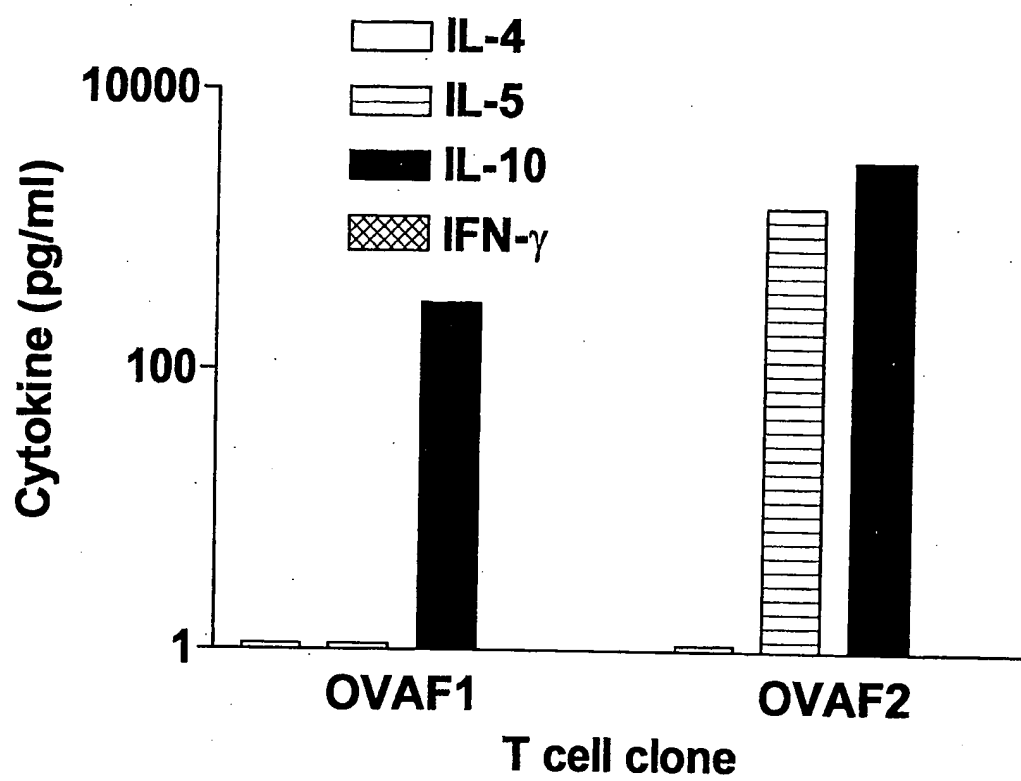 IL-4
IL-5
IL-10
IFN-γ
10000
100
1
Cytokine (pg/ml)
OVAF1
OVAF2
T cell clone